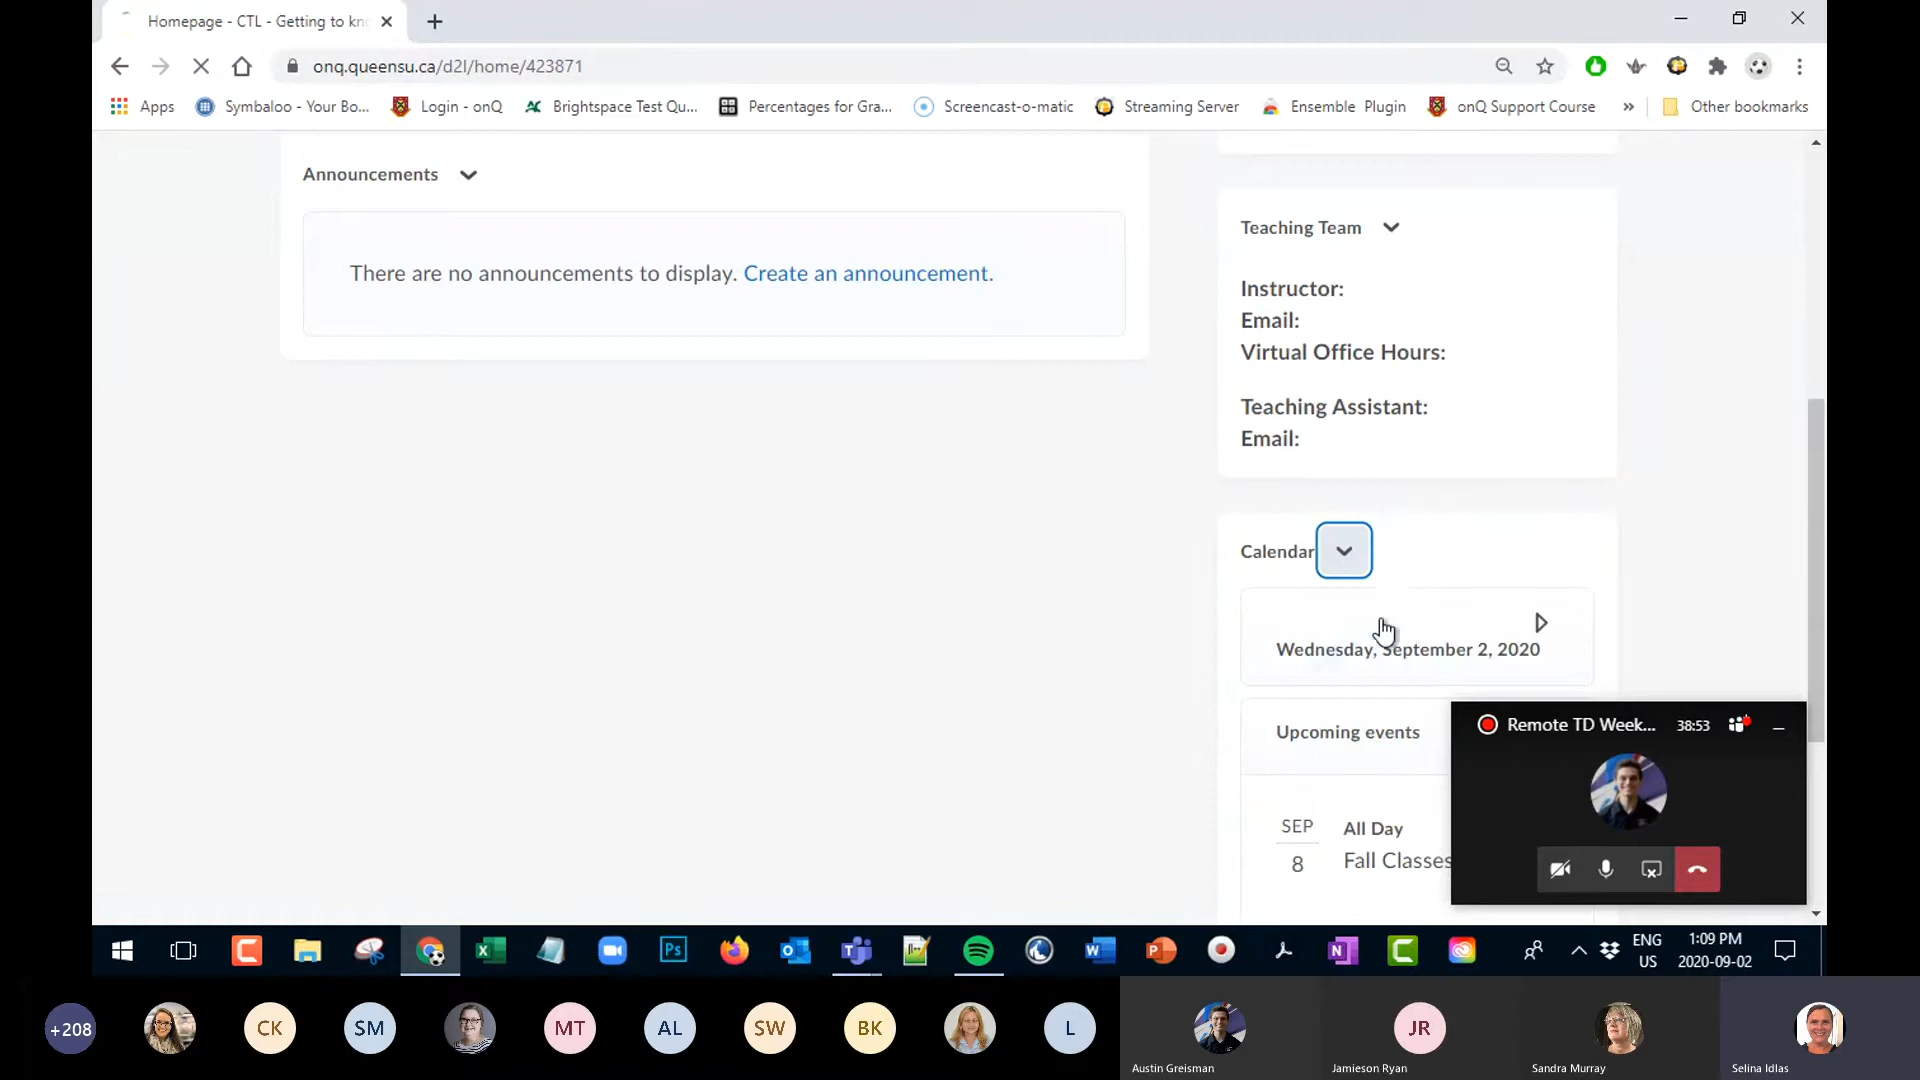 Homepage - CTL - Getting to kn
onq.queensu.ca/d2l/home/423871
Apps
Symbaloo - Your Bo...
Login - onQ
Brightspace Test Qu...
Percentages for Gra...
Screencast-o-matic
Streaming Server
Ensemble Plugin
onQ Support Course
»
Other bookmarks
Announcements
There are no announcements to display. Create an announcement.
Teaching Team
Instructor:
Email:
Virtual Office Hours:
Teaching Assistant:
Email:
Calendar
Wednesday, September 2, 2020
Upcoming events
SEP
8
All Day
Fall Classes
Remote TD Week... 38:53
ENG
US
1:09 PM
2020-09-02
+208
CK
SM
MT
AL
SW
BK
L
JR
Austin Greisman
Jamieson Ryan
Sandra Murray
Selina Idlas